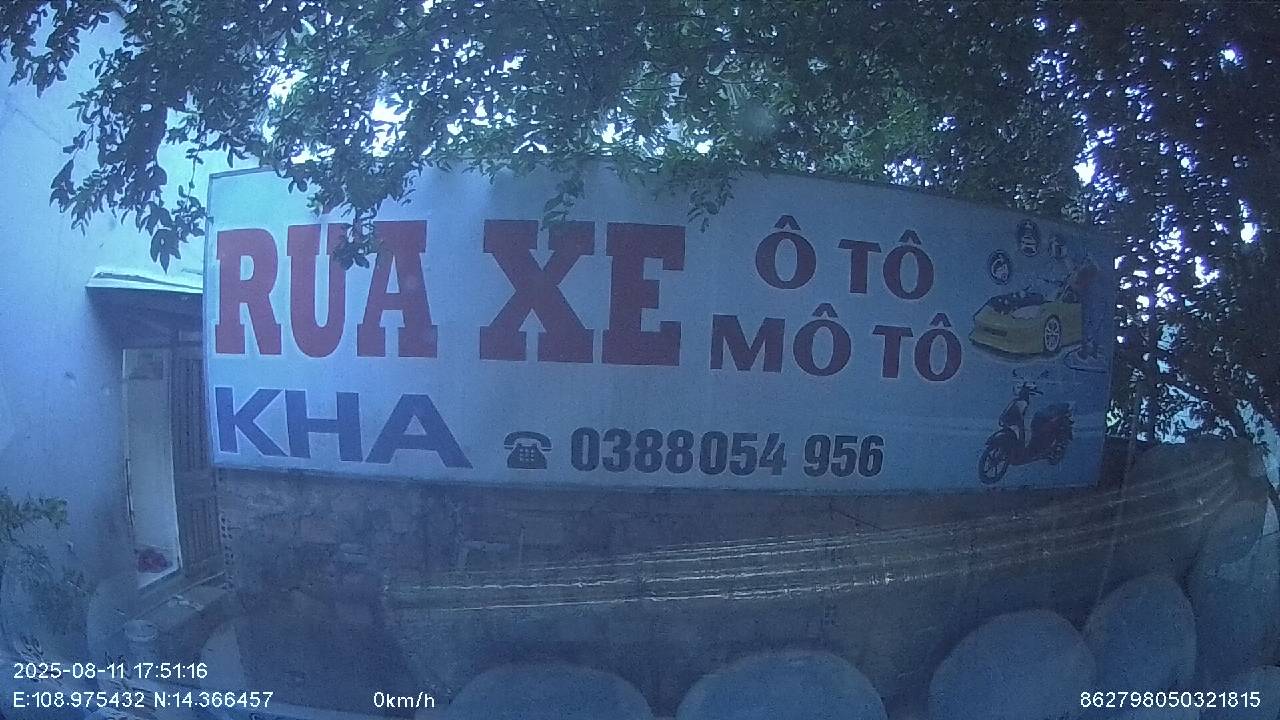 RUA XE
Ô TÔ
MÔ TÔ
KHA
0388054 956
2025-08-11 17:51:16
E:108.975432 N:14.366457
0km/h
862798050321815